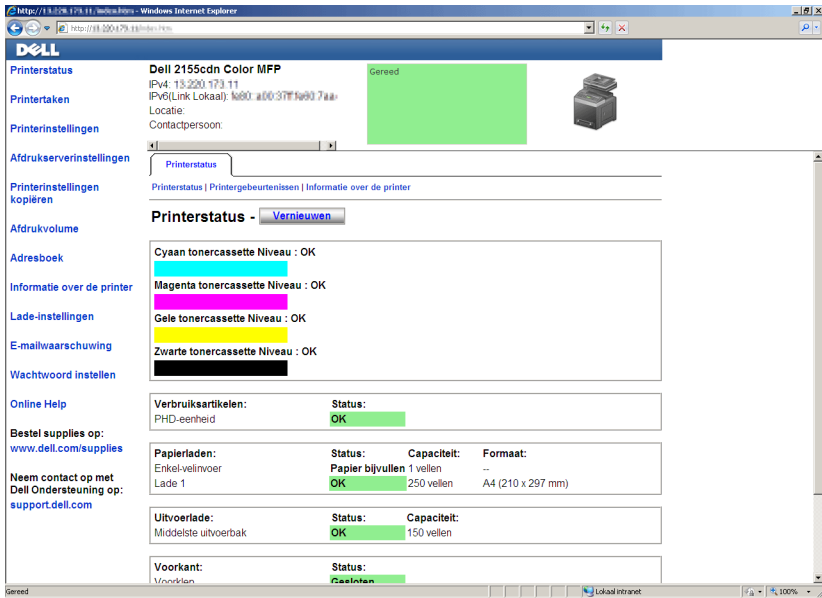 http:// - Windows Internet Explorer
http://
DELL
Printerstatus
Printertaken
Printerinstellingen
Afdrukserverinstellingen
Printerinstellingen
kopiëren
Afdrukvolume
Adresboek
Informatie over de printer
Lade-instellingen
E-mailwaarschuwing
Wachtwoord instellen
Online Help
Bestel supplies op:
www.dell.com/supplies
Neem contact op met
Dell Ondersteuning op:
support.dell.com
Dell 2155cdn Color MFP
IPv4:
IPv6(Link Lokaal):
Locatie:
Contactpersoon:
Gereed
Printerstatus
Printerstatus | Printergebeurtenissen | Informatie over de printer
Printerstatus - Vernieuwen
Cyaan tonercassette Niveau : OK
Magenta tonercassette Niveau : OK
Gele tonercassette Niveau : OK
Zwarte tonercassette Niveau : OK
Verbruiksartikelen: Status:
PHD-eenheid OK
Papierladen: Status: Capaciteit: Formaat:
Enkel-velinvoer Papier bijvullen 1 vellen --
Lade 1 OK 250 vellen A4 (210 x 297 mm)
Uitvoerlade: Status: Capaciteit:
Middelste uitvoerbak OK 150 vellen
Voorkant: Status:
Voorklep Gesloten
Gereed Lokaal intranet 100%